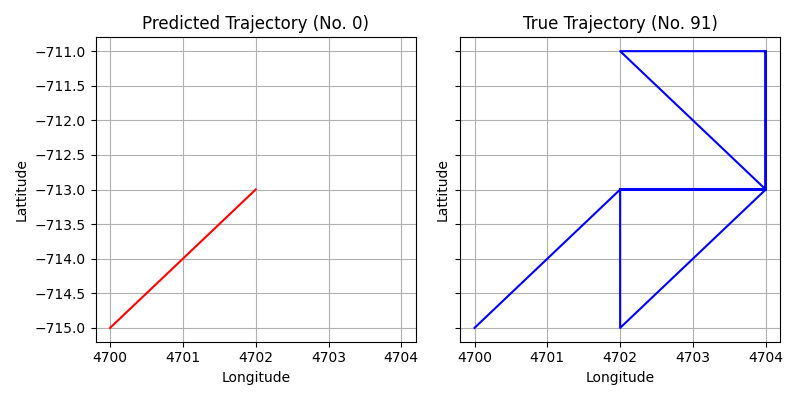 Predicted Trajectory (No. 0)
True Trajectory (No. 91)
−711.0
−711.5
−712.0
−712.5
−713.0
−713.5
−714.0
−714.5
−715.0
Lattitude
Lattitude
4700 4701 4702 4703 4704
4700 4701 4702 4703 4704
Longitude
Longitude